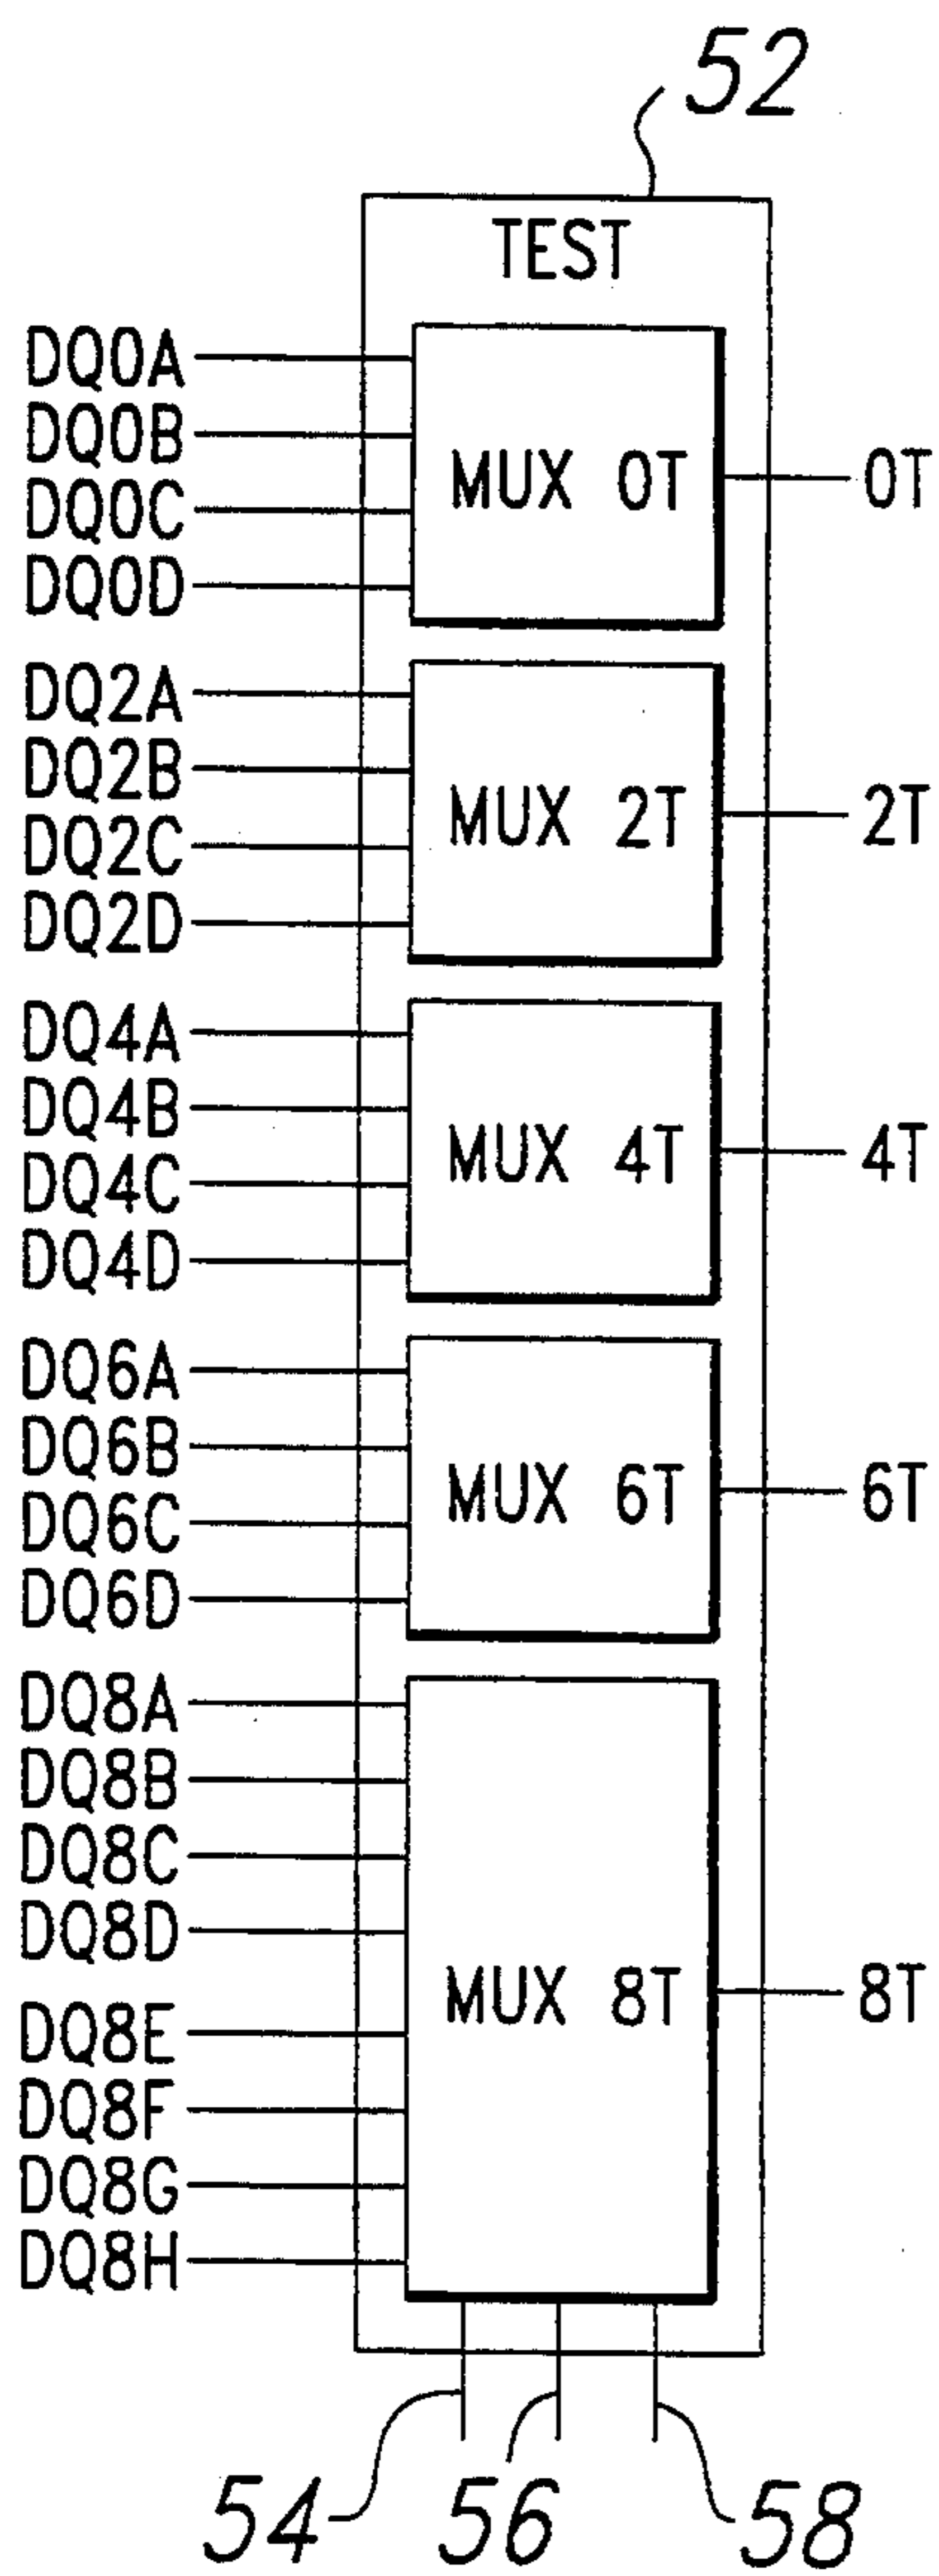 52
TEST
DQ0A
DQ0B
DQ0C
DQ0D
MUX 0T
0T
DQ2A
DQ2B
DQ2C
DQ2D
MUX 2T
2T
DQ4A
DQ4B
DQ4C
DQ4D
MUX 4T
4T
DQ6A
DQ6B
DQ6C
DQ6D
MUX 6T
6T
DQ8A
DQ8B
DQ8C
DQ8D
DQ8E
DQ8F
DQ8G
DQ8H
MUX 8T
8T
54
56
58